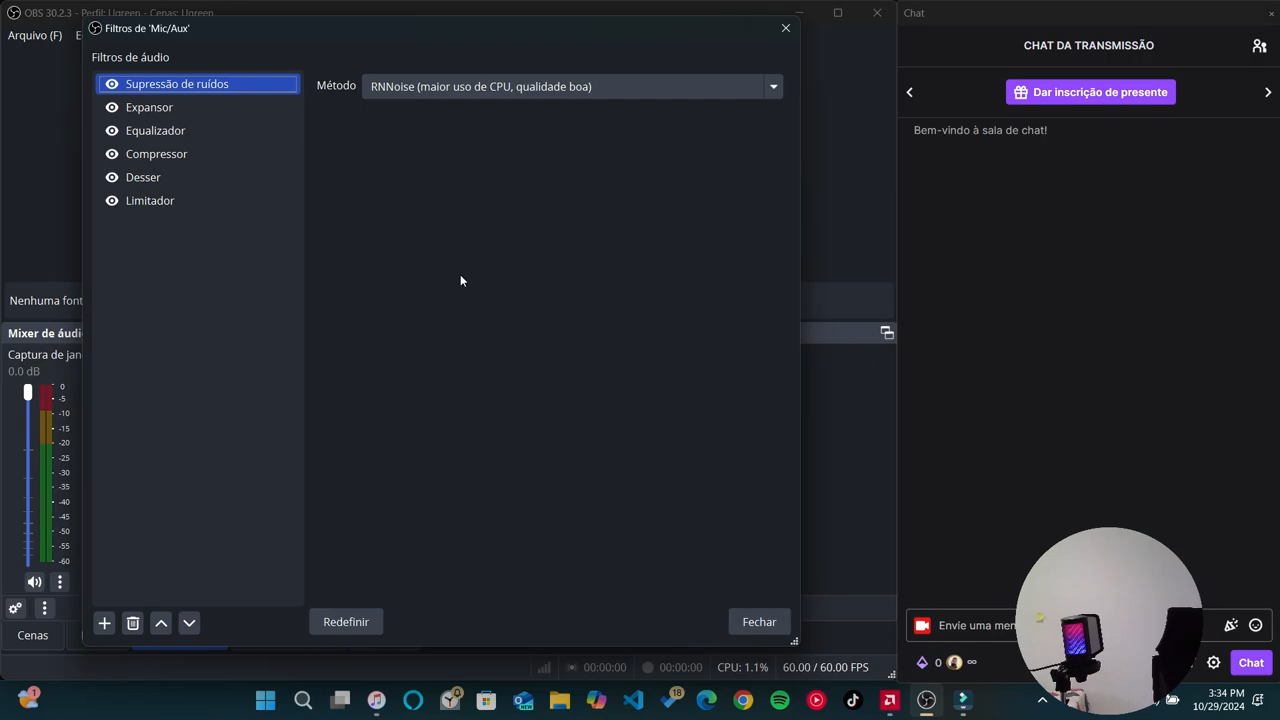 OBS 30.2.3 - Perfil: Ugreen - Cenas: Ugreen
Arquivo (F)
Filtros de 'Mic/Aux'
Filtros de áudio
Supressão de ruídos
Expansor
Equalizador
Compressor
Desser
Limitador
Método
RNNoise (maior uso de CPU, qualidade boa)
Nenhuma font
Mixer de áudi
Captura de jan
0.0 dB
0
-5
-10
-15
-20
-25
-30
-35
-40
-45
-50
-55
-60
Redefinir
Fechar
Cenas
00:00:00
00:00:00
CPU: 1.1%
60.00 / 60.00 FPS
Chat
CHAT DA TRANSMISSÃO
Dar inscrição de presente
Bem-vindo à sala de chat!
Envie uma men
0
∞
Chat
1
18
3:34 PM
10/29/2024